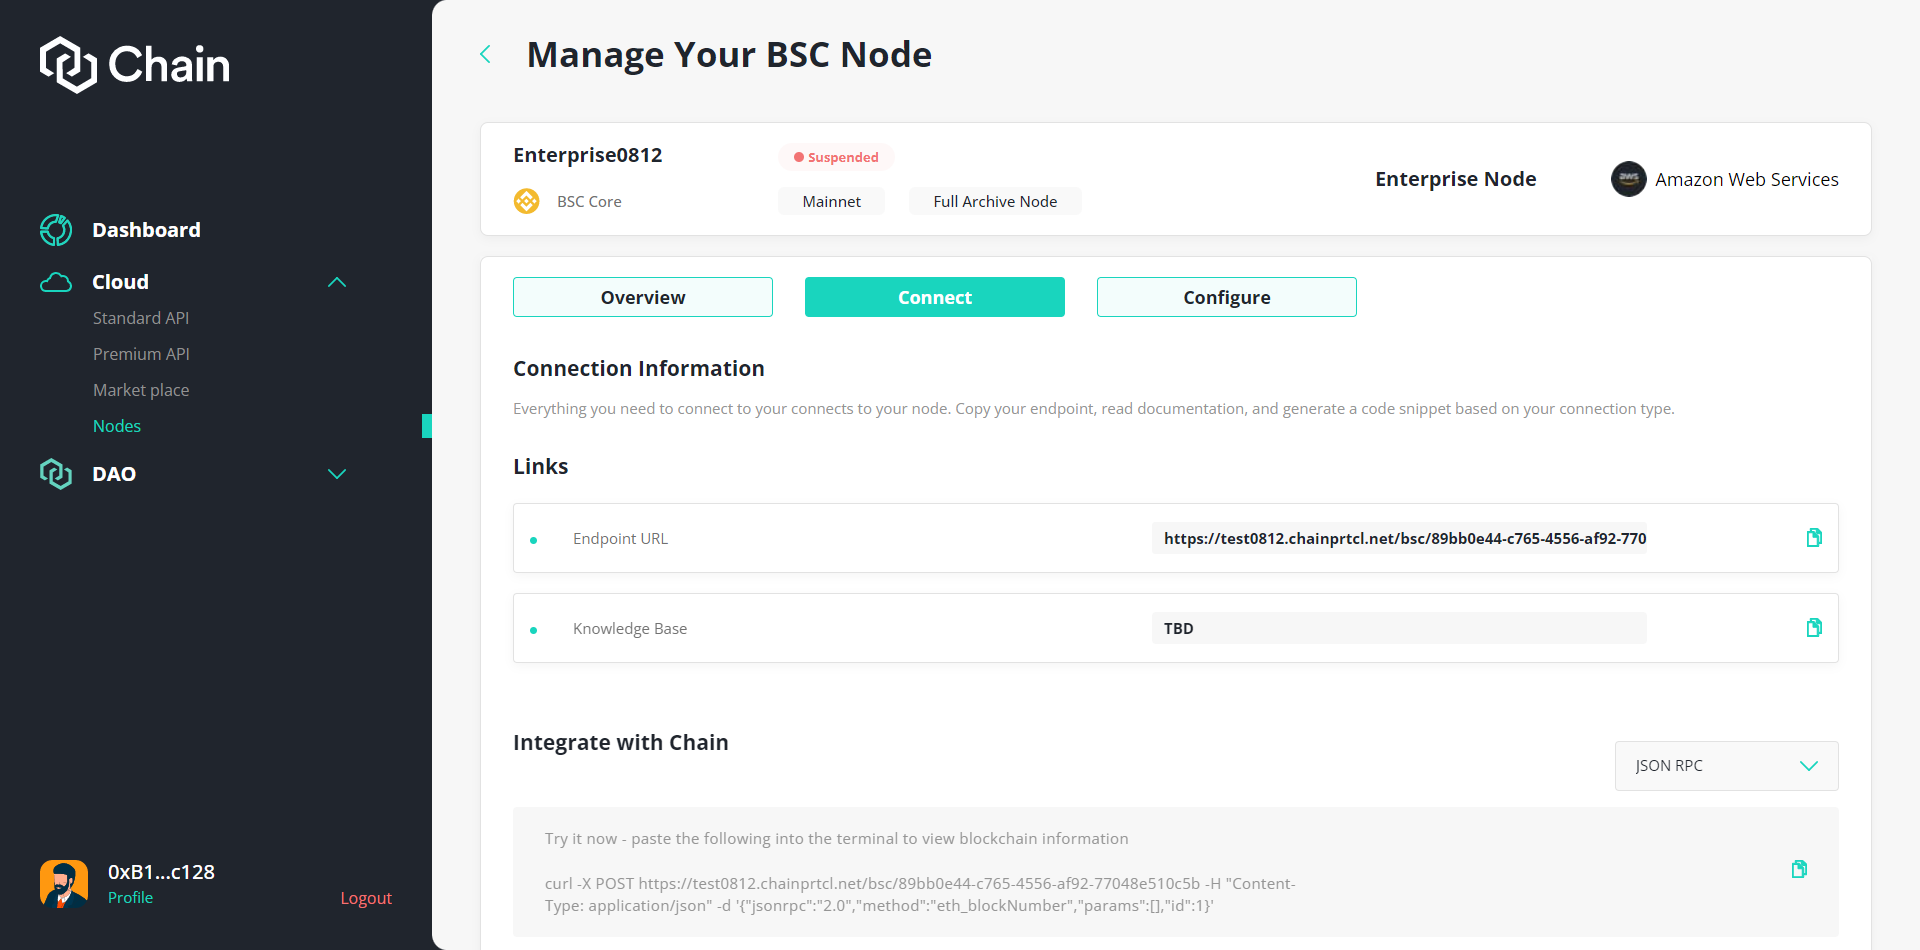 Chain
Dashboard
Cloud
Standard API
Premium API
Market place
Nodes
DAO
0xB1...c128
Profile
Logout
Manage Your BSC Node
Enterprise0812
Suspended
BSC Core
Mainnet
Full Archive Node
Enterprise Node
aws
Amazon Web Services
Overview
Connect
Configure
Connection Information
Everything you need to connect to your connects to your node. Copy your endpoint, read documentation, and generate a code snippet based on your connection type.
Links
Endpoint URL
https://test0812.chainprtcl.net/bsc/89bb0e44-c765-4556-af92-770
Knowledge Base
TBD
Integrate with Chain
JSON RPC
Try it now - paste the following into the terminal to view blockchain information
curl -X POST https://test0812.chainprtcl.net/bsc/89bb0e44-c765-4556-af92-77048e510c5b -H "Content-
Type: application/json" -d '{"jsonrpc":"2.0","method":"eth_blockNumber","params":[],"id":1}'